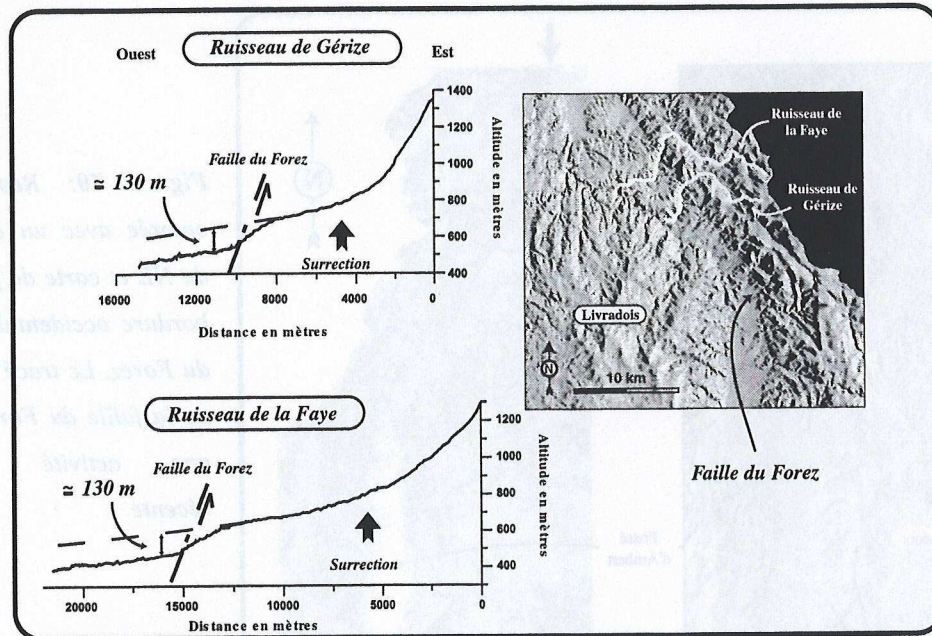 Ouest
Ruisseau de Gérize
Est
1400
1200
1000
800
600
400
Altitude en mètres
Faille du Forez
≃ 130 m
Surrection
16000 12000 8000 4000 0
Distance en mètres
Ruisseau de la Faye
1200
1000
800
600
400
Altitude en mètres
Faille du Forez
≃ 130 m
Surrection
20000 15000 10000 5000 0
Distance en mètres
Ruisseau de
la Faye
Ruisseau de
Gérize
Livradois
N
10 km
Faille du Forez